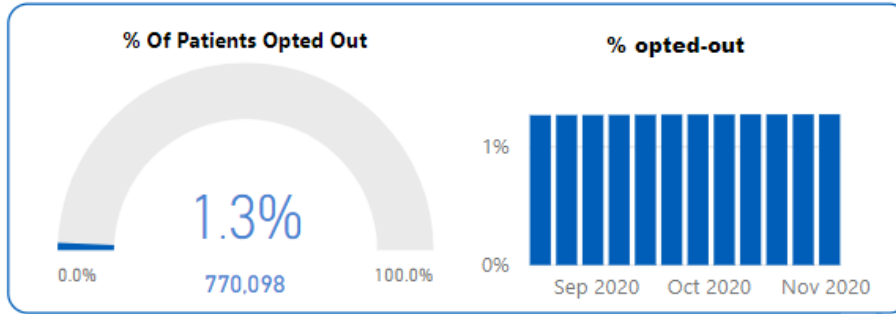 % Of Patients Opted Out
1.3%
770,098
0.0%
100.0%
% opted-out
1%
0%
Sep 2020
Oct 2020
Nov 2020